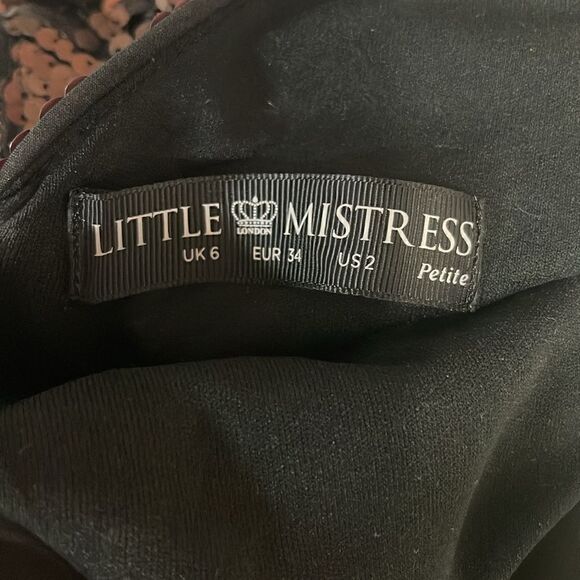 LITTLE MISTRESS
LONDON
UK 6 EUR 34 US 2 Petite